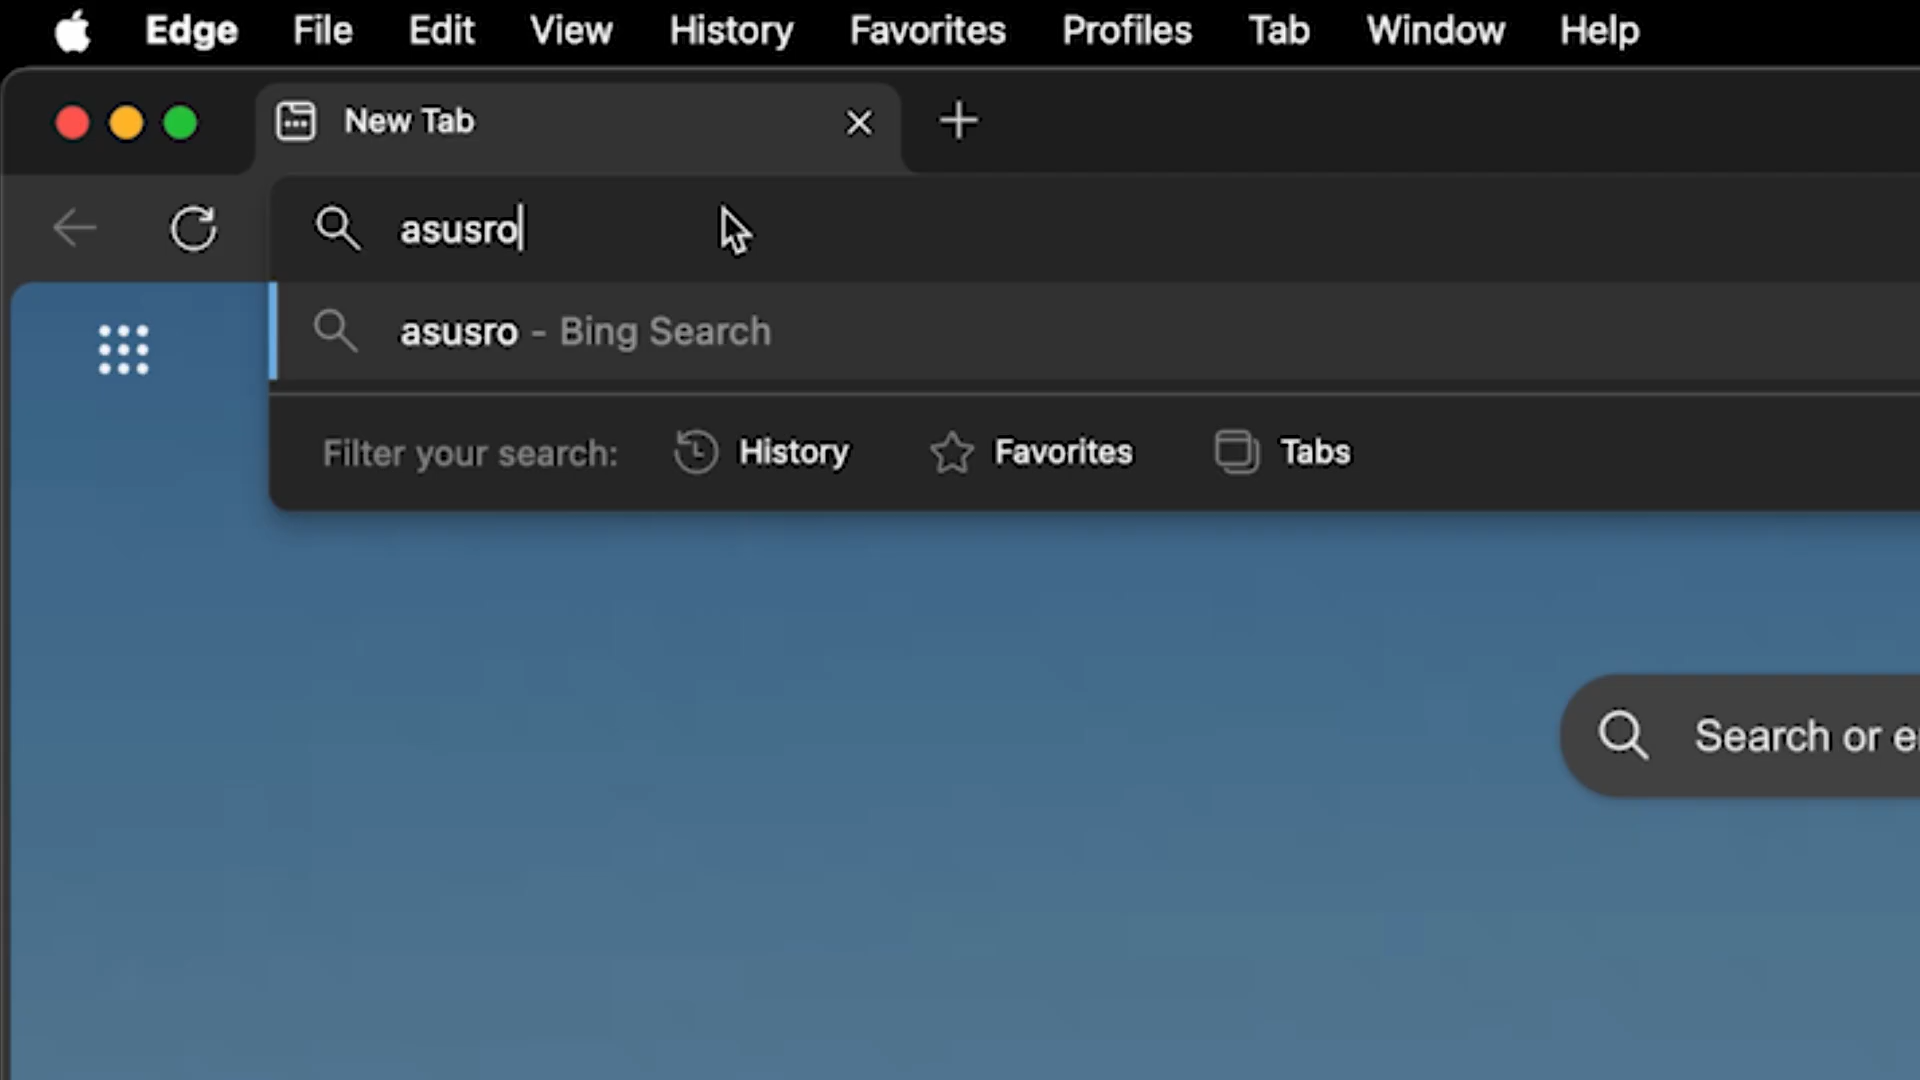 Edge File Edit View History Favorites Profiles Tab Window Help
New Tab
asusro
asusro - Bing Search
Filter your search: History Favorites Tabs
Search or